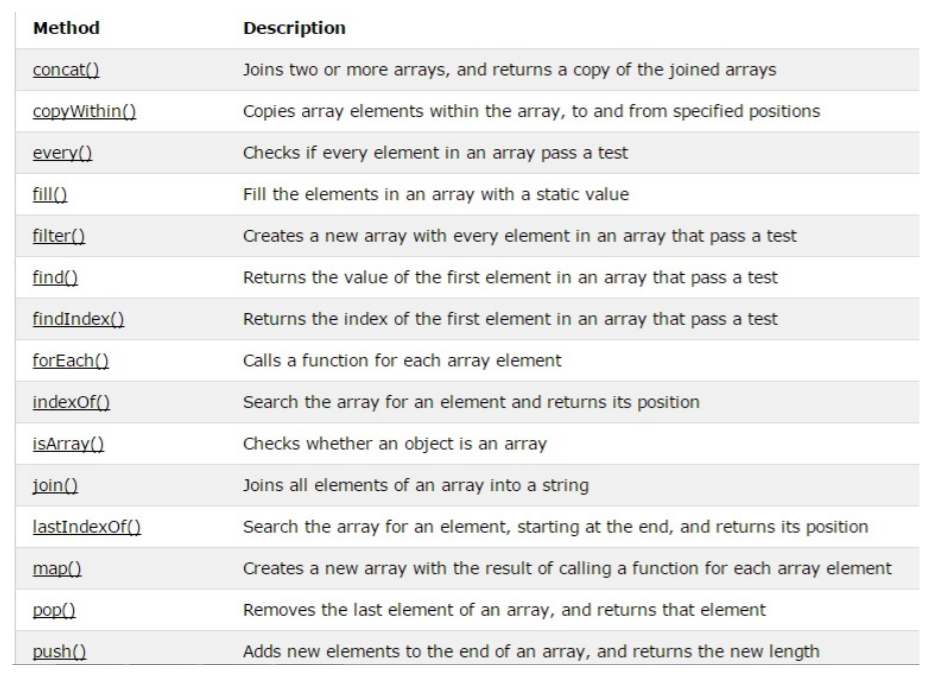 Method Description
concat() Joins two or more arrays, and returns a copy of the joined arrays
copyWithin() Copies array elements within the array, to and from specified positions
every() Checks if every element in an array pass a test
fill() Fill the elements in an array with a static value
filter() Creates a new array with every element in an array that pass a test
find() Returns the value of the first element in an array that pass a test
findIndex() Returns the index of the first element in an array that pass a test
forEach() Calls a function for each array element
indexOf() Search the array for an element and returns its position
isArray() Checks whether an object is an array
join() Joins all elements of an array into a string
lastIndexOf() Search the array for an element, starting at the end, and returns its position
map() Creates a new array with the result of calling a function for each array element
pop() Removes the last element of an array, and returns that element
push() Adds new elements to the end of an array, and returns the new length